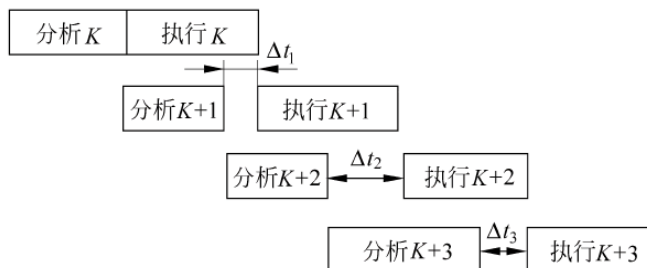 分析K 执行K Δt₁
分析K+1 执行K+1
分析K+2 Δt₂ 执行K+2
分析K+3 Δt₃ 执行K+3